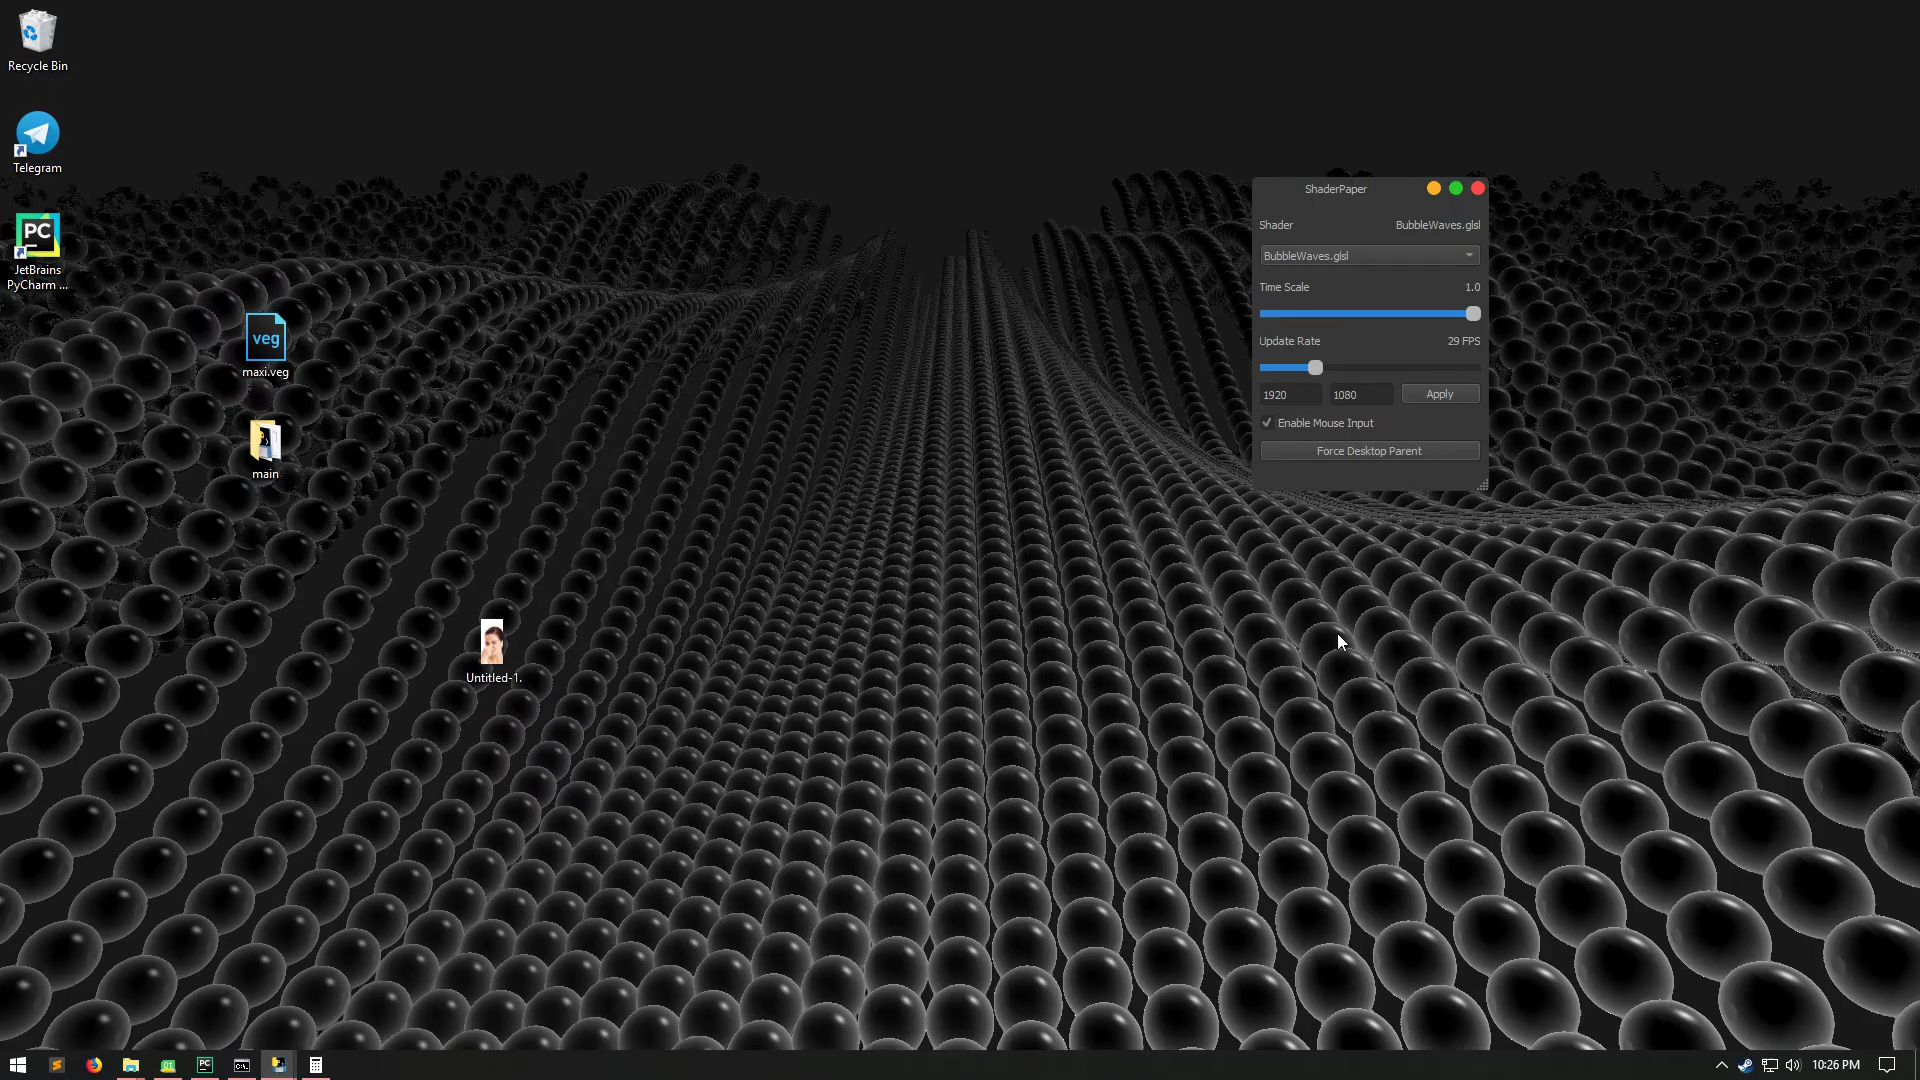 Recycle Bin
Telegram
PC
JetBrains
PyCharm ...
veg
maxi.veg
main
Untitled-1.
ShaderPaper
Shader
BubbleWaves.glsl
BubbleWaves.glsl
Time Scale
1.0
Update Rate
29 FPS
1920
1080
Apply
Enable Mouse Input
Force Desktop Parent
Qt
PC
C:\.
10:26 PM